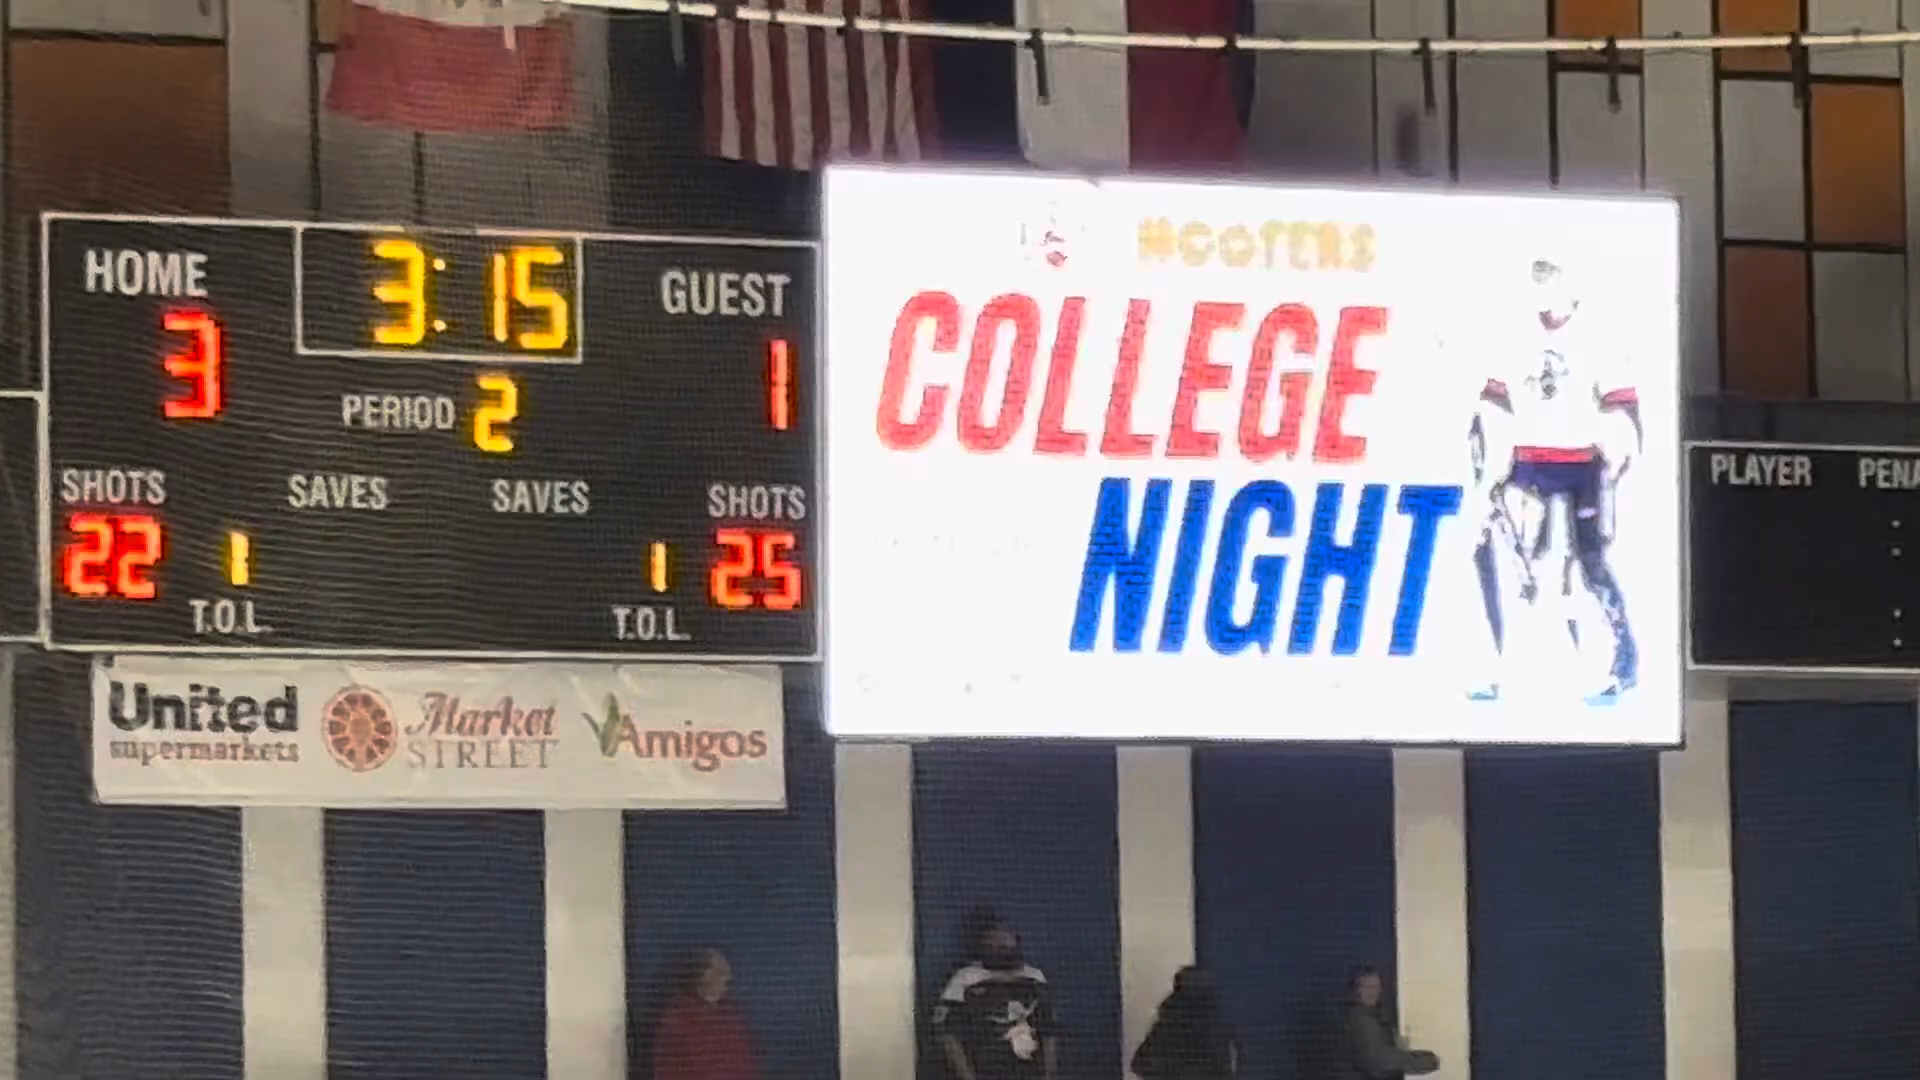 HOME
3:15
GUEST
3
1
PERIOD 2
SHOTS
SAVES
SAVES
SHOTS
22
1
1
25
T.O.L.
T.O.L.
United
supermarkets
Market
STREET
Amigos
COLLEGE
NIGHT
PLAYER